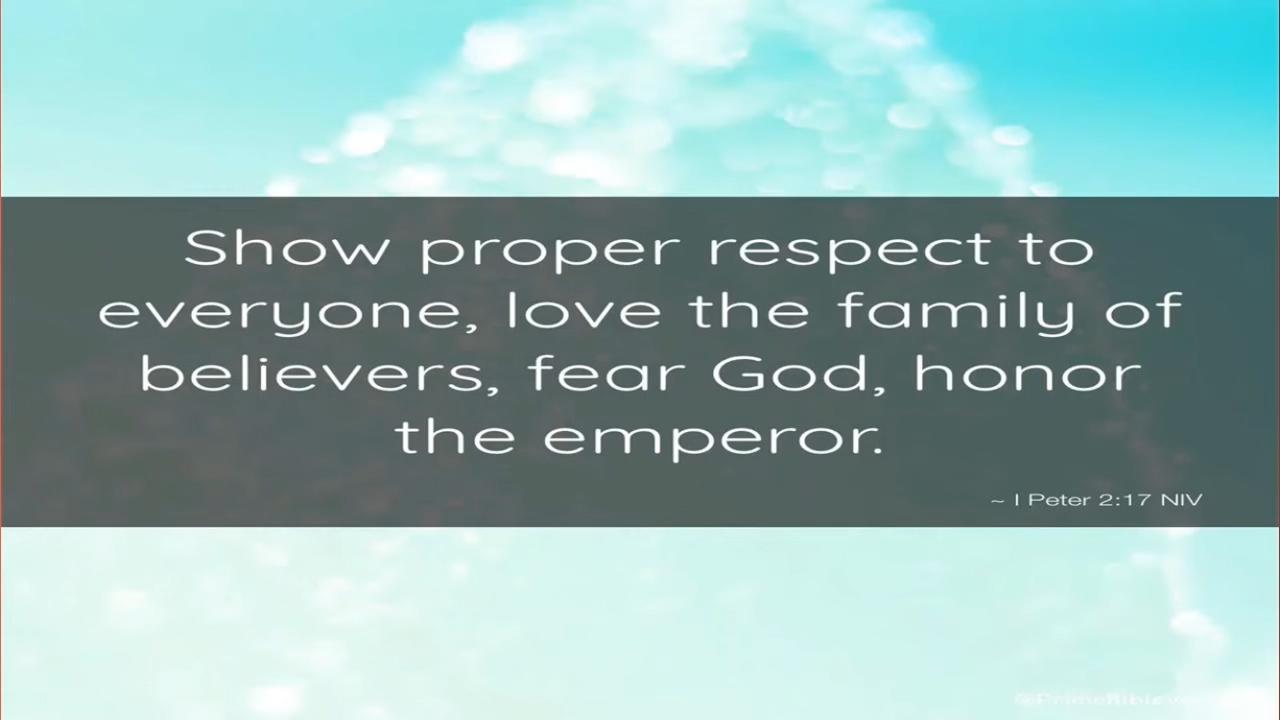 Show proper respect to
everyone, love the family of
believers, fear God, honor
the emperor.
~ I Peter 2:17 NIV